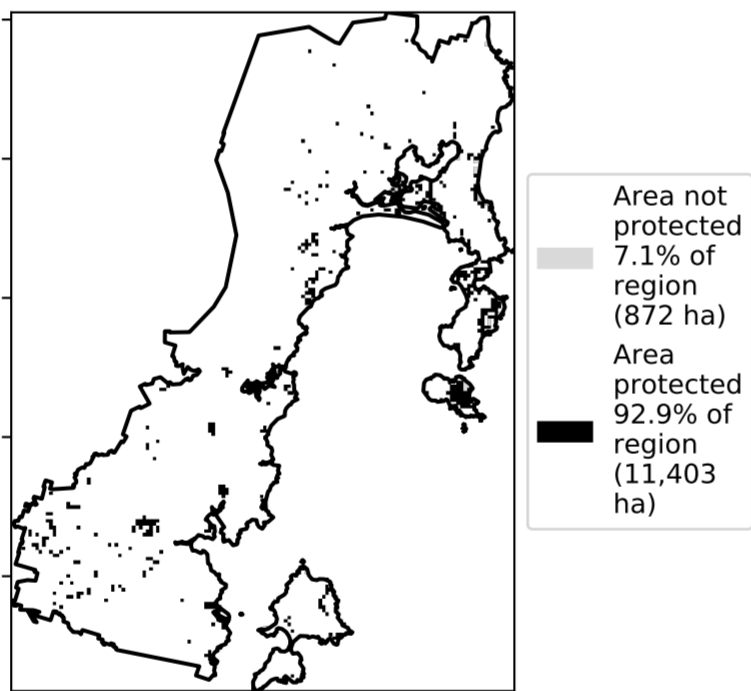 Area not
protected
7.1% of
region
(872 ha)
Area
protected
92.9% of
region
(11,403
ha)